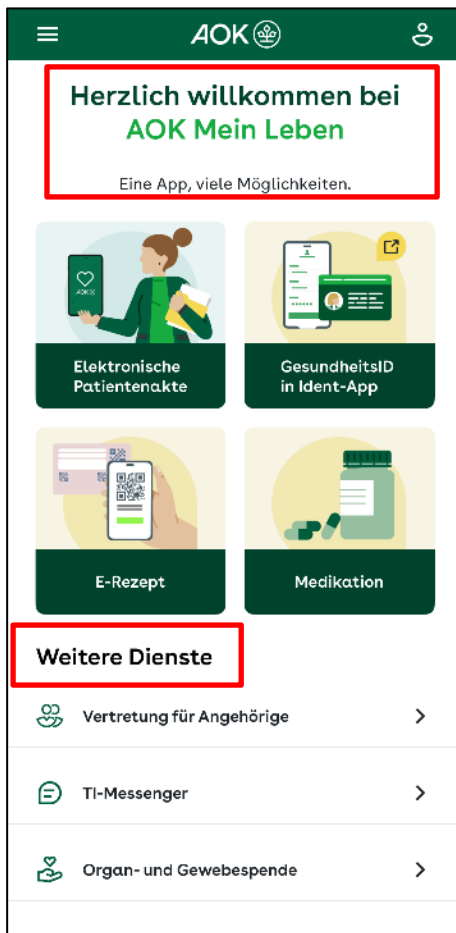 AOK
Herzlich willkommen bei
AOK Mein Leben
Eine App, viele Möglichkeiten.
AOK
Elektronische
Patientenakte
GesundheitsID
in Ident-App
E-Rezept
Medikation
Weitere Dienste
Vertretung für Angehörige
TI-Messenger
Organ- und Gewebespende